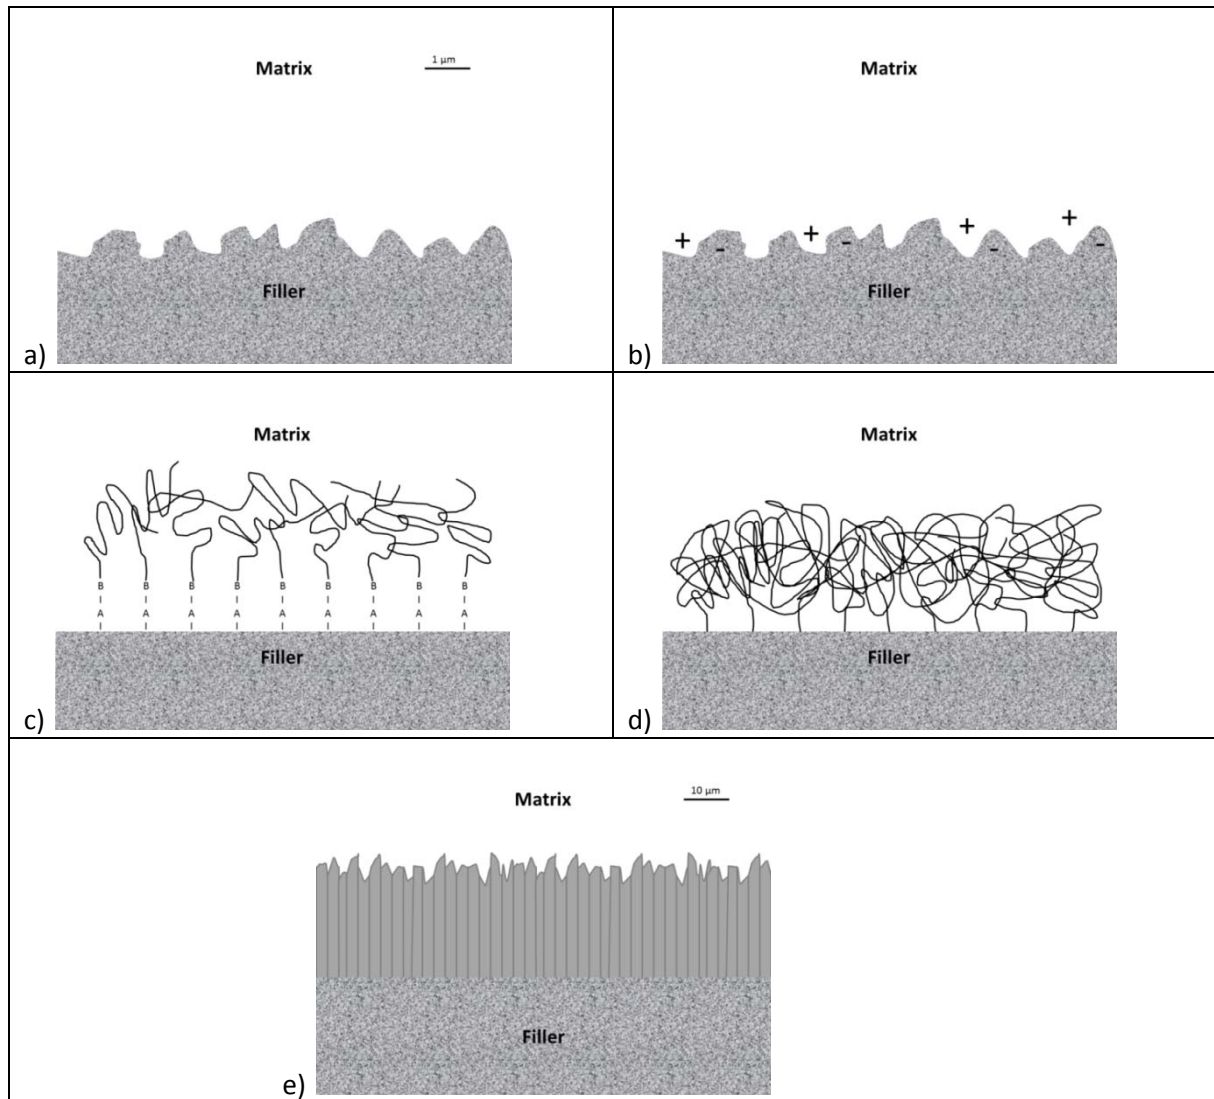 Matrix
1 µm
Filler
a)
Matrix
+ + + +
- - - -
Filler
b)
Matrix
B B B B B B B B B
I I I I I I I I I
A A A A A A A A A
I I I I I I I I I
Filler
c)
Matrix
Filler
d)
Matrix
10 µm
Filler
e)